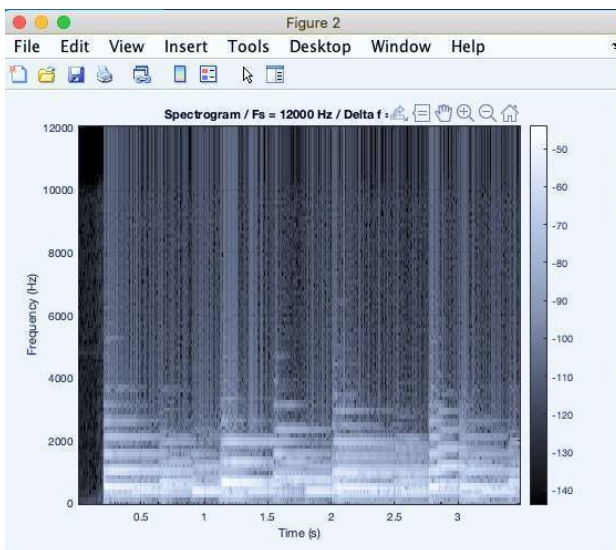 Figure 2
File Edit View Insert Tools Desktop Window Help
Spectrogram / Fs = 12000 Hz / Delta f :
12000
10000
8000
6000
4000
2000
0
Frequency (Hz)
0.5 1 1.5 2 2.5 3
Time (s)
-50
-60
-70
-80
-90
-100
-110
-120
-130
-140